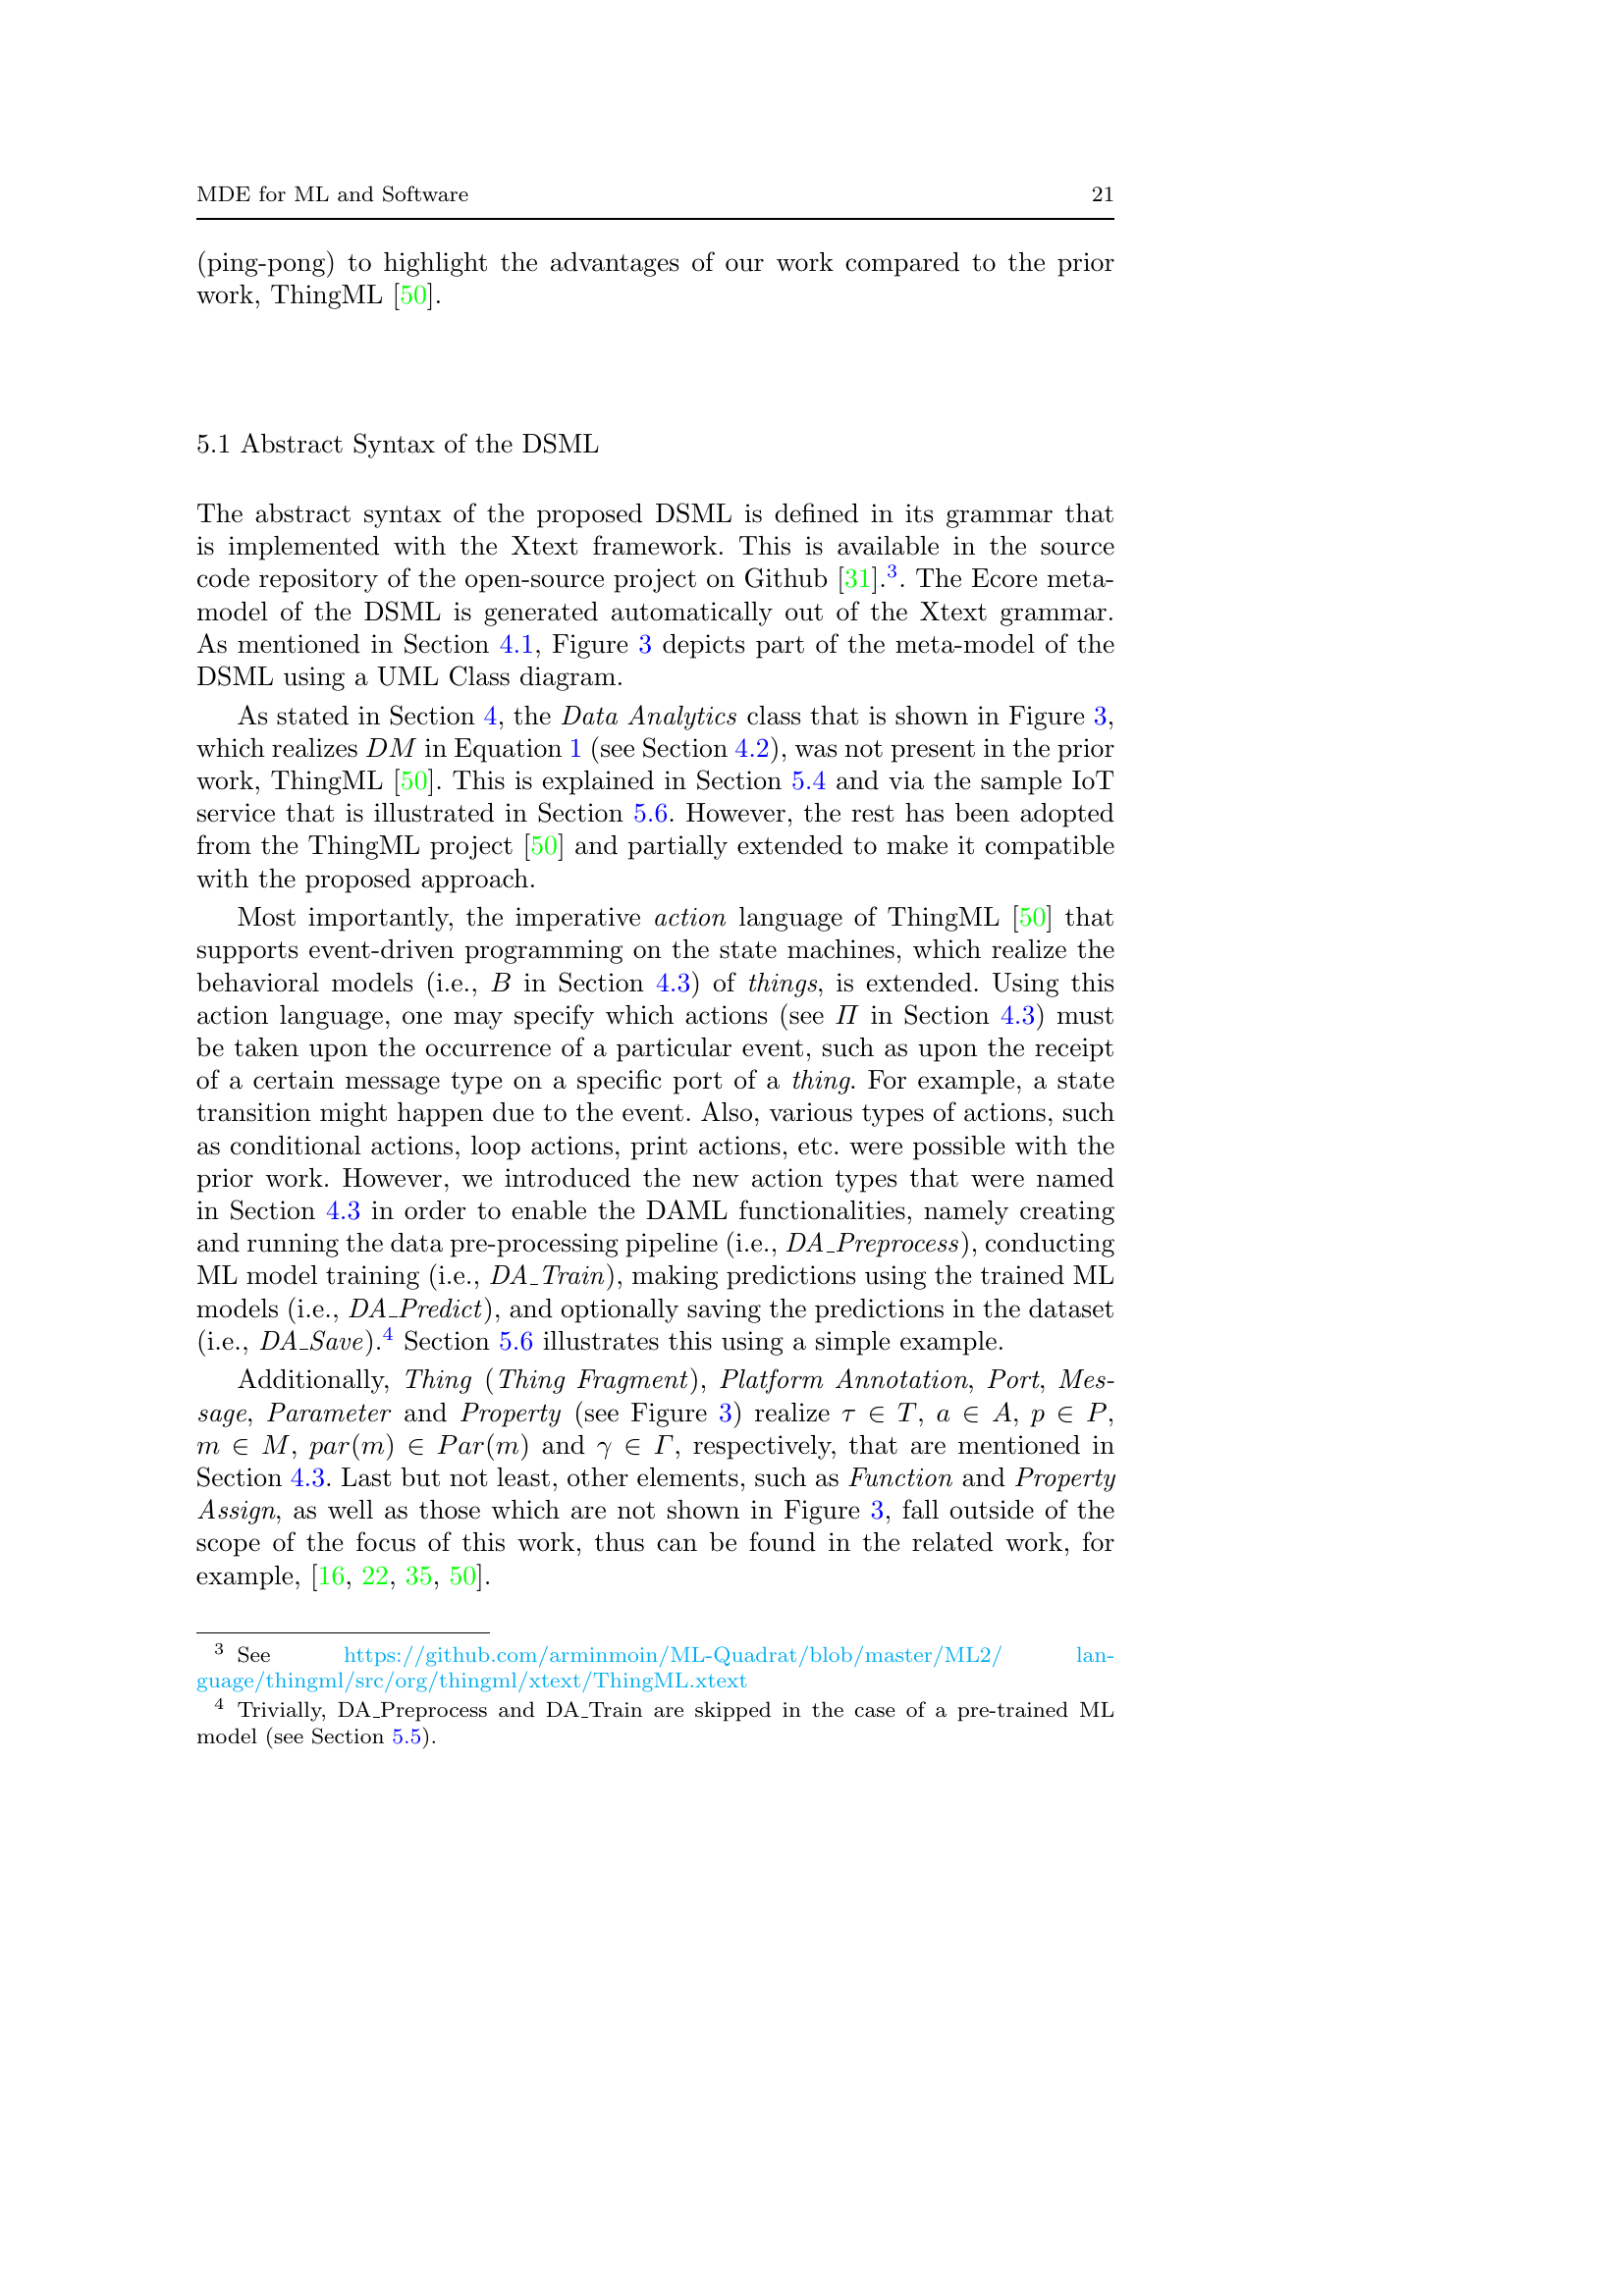 MDE for ML and Software 21
(ping-pong) to highlight the advantages of our work compared to the prior
work, ThingML [50].
5.1 Abstract Syntax of the DSML
The abstract syntax of the proposed DSML is defined in its grammar that
is implemented with the Xtext framework. This is available in the source
code repository of the open-source project on Github [31].3. The Ecore meta-
model of the DSML is generated automatically out of the Xtext grammar.
As mentioned in Section 4.1, Figure 3 depicts part of the meta-model of the
DSML using a UML Class diagram.
As stated in Section 4, the Data Analytics class that is shown in Figure 3,
which realizes DM in Equation 1 (see Section 4.2), was not present in the prior
work, ThingML [50]. This is explained in Section 5.4 and via the sample IoT
service that is illustrated in Section 5.6. However, the rest has been adopted
from the ThingML project [50] and partially extended to make it compatible
with the proposed approach.
Most importantly, the imperative action language of ThingML [50] that
supports event-driven programming on the state machines, which realize the
behavioral models (i.e., B in Section 4.3) of things, is extended. Using this
action language, one may specify which actions (see Π in Section 4.3) must
be taken upon the occurrence of a particular event, such as upon the receipt
of a certain message type on a specific port of a thing. For example, a state
transition might happen due to the event. Also, various types of actions, such
as conditional actions, loop actions, print actions, etc. were possible with the
prior work. However, we introduced the new action types that were named
in Section 4.3 in order to enable the DAML functionalities, namely creating
and running the data pre-processing pipeline (i.e., DA_Preprocess), conducting
ML model training (i.e., DA_Train), making predictions using the trained ML
models (i.e., DA_Predict), and optionally saving the predictions in the dataset
(i.e., DA_Save).4 Section 5.6 illustrates this using a simple example.
Additionally, Thing (Thing Fragment), Platform Annotation, Port, Mes-
sage, Parameter and Property (see Figure 3) realize τ ∈ T, a ∈ A, p ∈ P,
m ∈ M, par(m) ∈ Par(m) and γ ∈ Γ, respectively, that are mentioned in
Section 4.3. Last but not least, other elements, such as Function and Property
Assign, as well as those which are not shown in Figure 3, fall outside of the
scope of the focus of this work, thus can be found in the related work, for
example, [16, 22, 35, 50].
3 See https://github.com/arminmoin/ML-Quadrat/blob/master/ML2/ lan-
guage/thingml/src/org/thingml/xtext/ThingML.xtext
4 Trivially, DA_Preprocess and DA_Train are skipped in the case of a pre-trained ML
model (see Section 5.5).